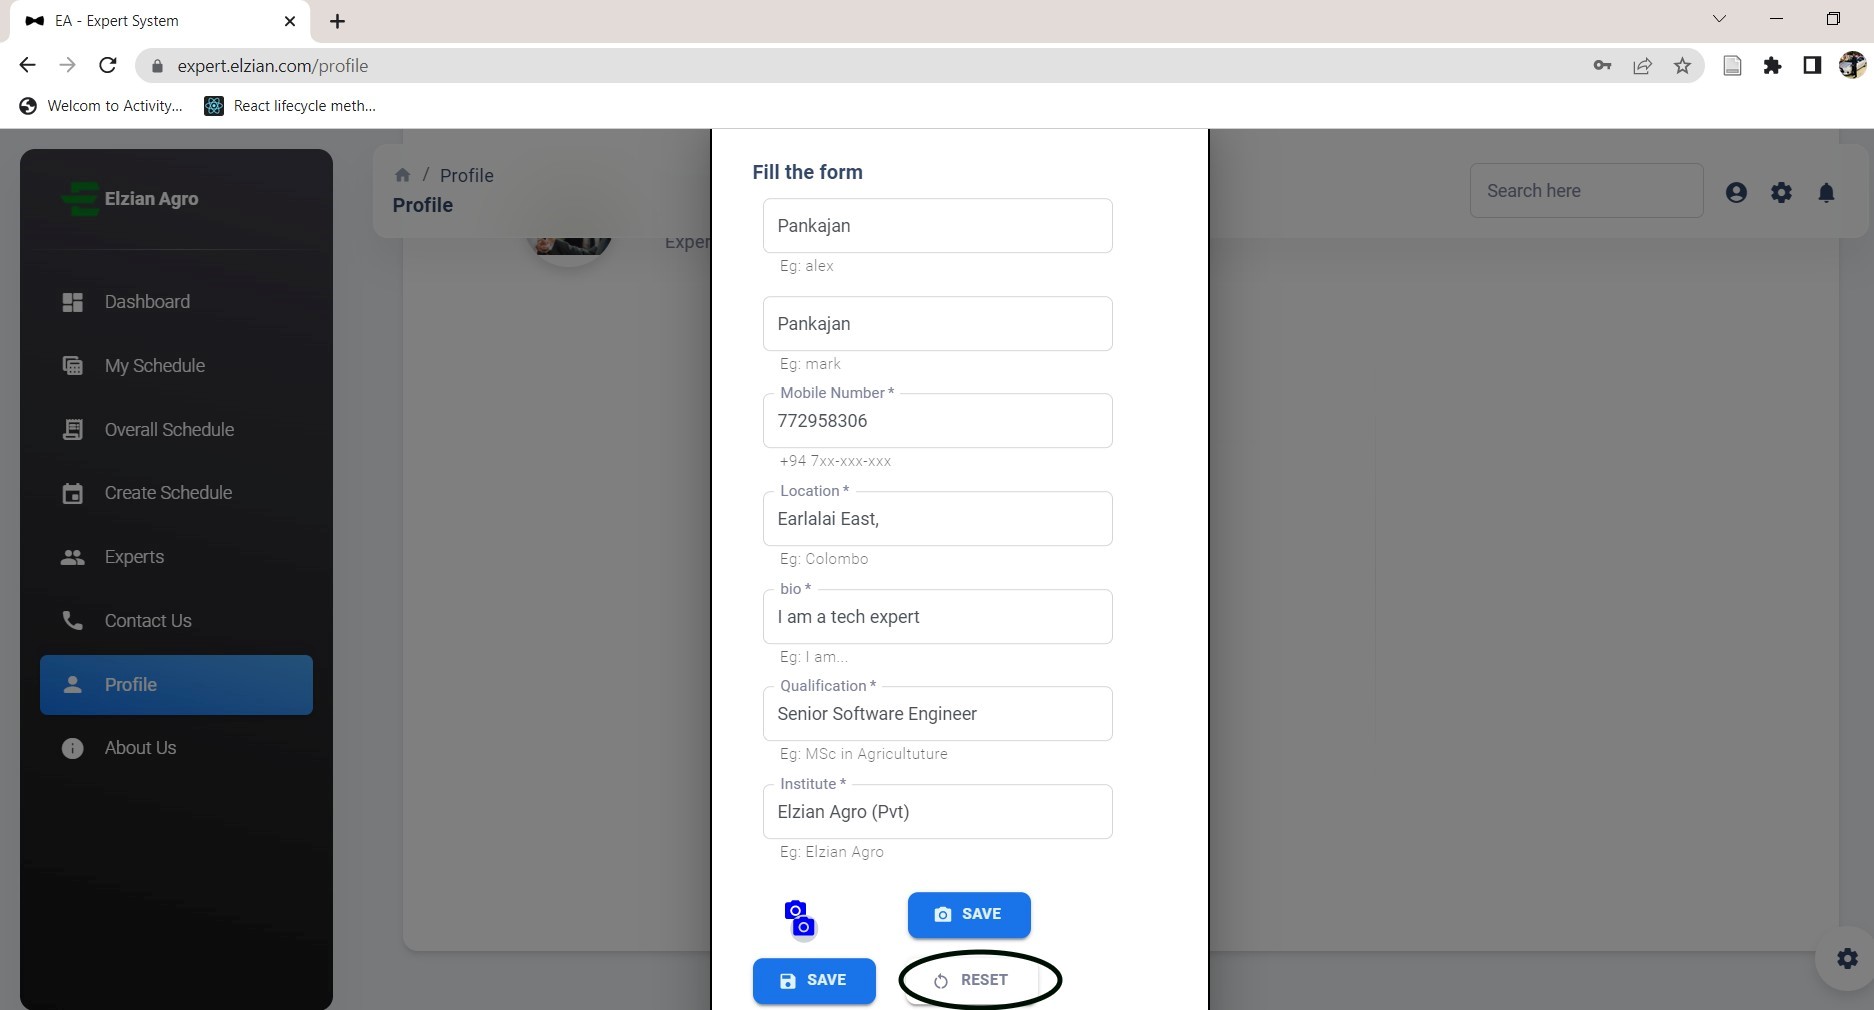 EA - Expert System
expert.elzian.com/profile
Welcom to Activity...
React lifecycle meth...
Elzian Agro
Dashboard
My Schedule
Overall Schedule
Create Schedule
Experts
Contact Us
Profile
About Us
/ Profile
Profile
Exper
Search here
Fill the form
Pankajan
Eg: alex
Pankajan
Eg: mark
Mobile Number *
772958306
+94 7xx-xxx-xxx
Location *
Earlalai East,
Eg: Colombo
bio *
I am a tech expert
Eg: I am...
Qualification *
Senior Software Engineer
Eg: MSc in Agricultuture
Institute *
Elzian Agro (Pvt)
Eg: Elzian Agro
SAVE
SAVE
RESET